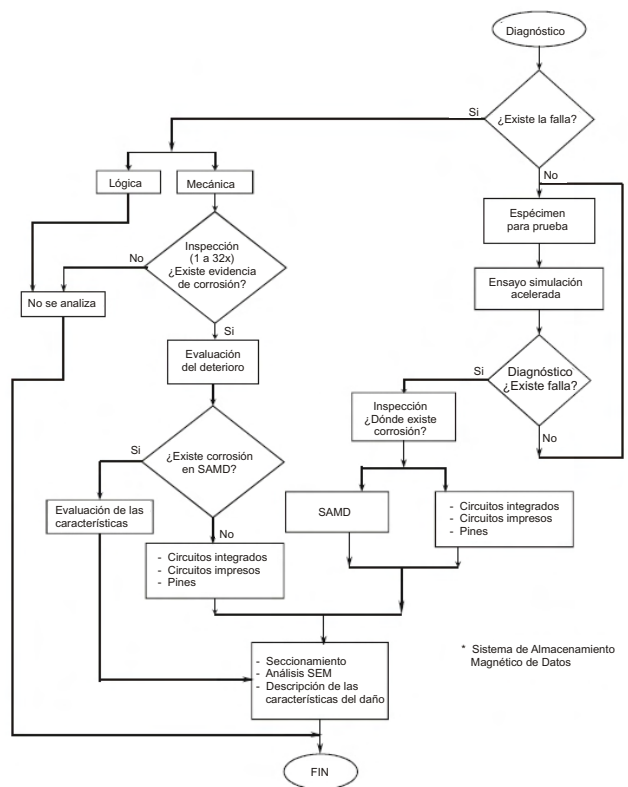 Diagnóstico
¿Existe la falla?
Si
No
Lógica
Mecánica
Espécimen
para prueba
Inspección
(1 a 32x)
¿Existe evidencia
de corrosión?
No
Si
No se analiza
Ensayo simulación
acelerada
Evaluación
del deterioro
Diagnóstico
¿Existe falla?
Si
No
Inspección
¿Dónde existe
corrosión?
¿Existe corrosión
en SAMD?
Si
No
Evaluación de las
características
SAMD
- Circuitos integrados
- Circuitos impresos
- Pines
- Circuitos integrados
- Circuitos impresos
- Pines
- Seccionamiento
- Análisis SEM
- Descripción de las
características del daño
* Sistema de Almacenamiento
Magnético de Datos
FIN